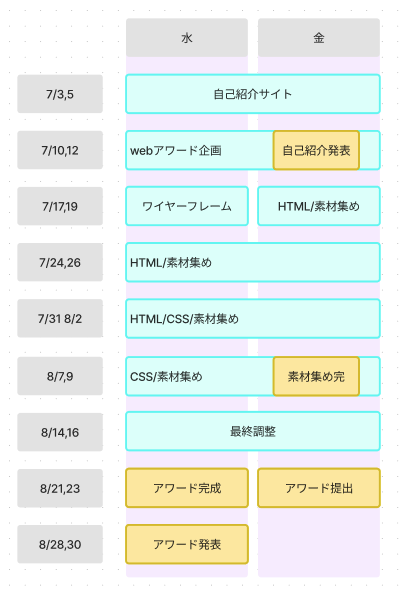 水 金
7/3,5 自己紹介サイト
7/10,12 webアワード企画 自己紹介発表
7/17,19 ワイヤーフレーム HTML/素材集め
7/24,26 HTML/素材集め
7/31 8/2 HTML/CSS/素材集め
8/7,9 CSS/素材集め 素材集め完
8/14,16 最終調整
8/21,23 アワード完成 アワード提出
8/28,30 アワード発表